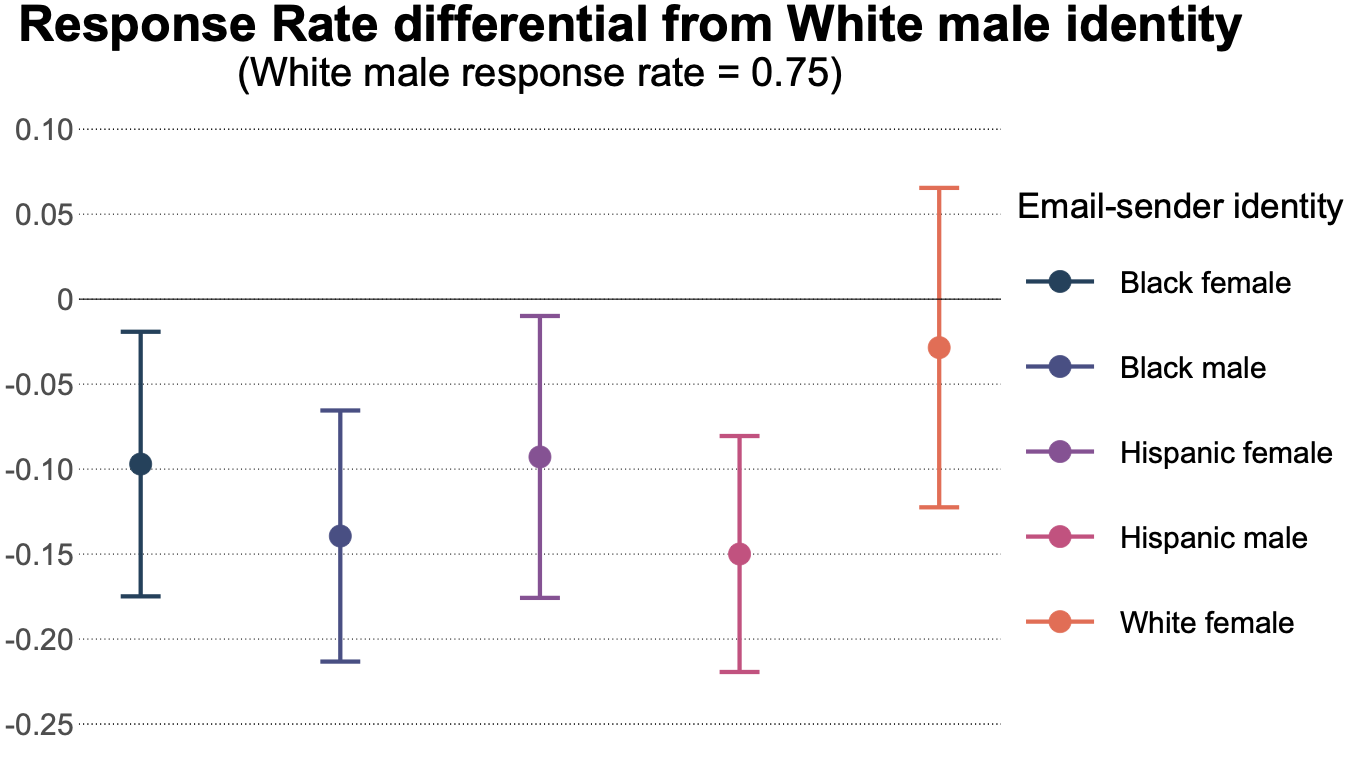 Response Rate differential from White male identity
(White male response rate = 0.75)
0.10
0.05
0
-0.05
-0.10
-0.15
-0.20
-0.25
Email-sender identity
Black female
Black male
Hispanic female
Hispanic male
White female